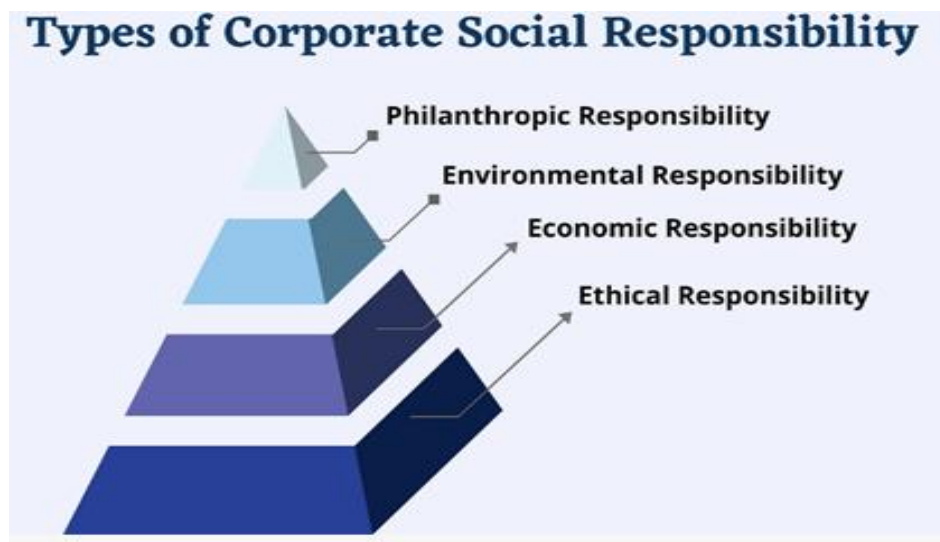 Types of Corporate Social Responsibility
Philanthropic Responsibility
Environmental Responsibility
Economic Responsibility
Ethical Responsibility